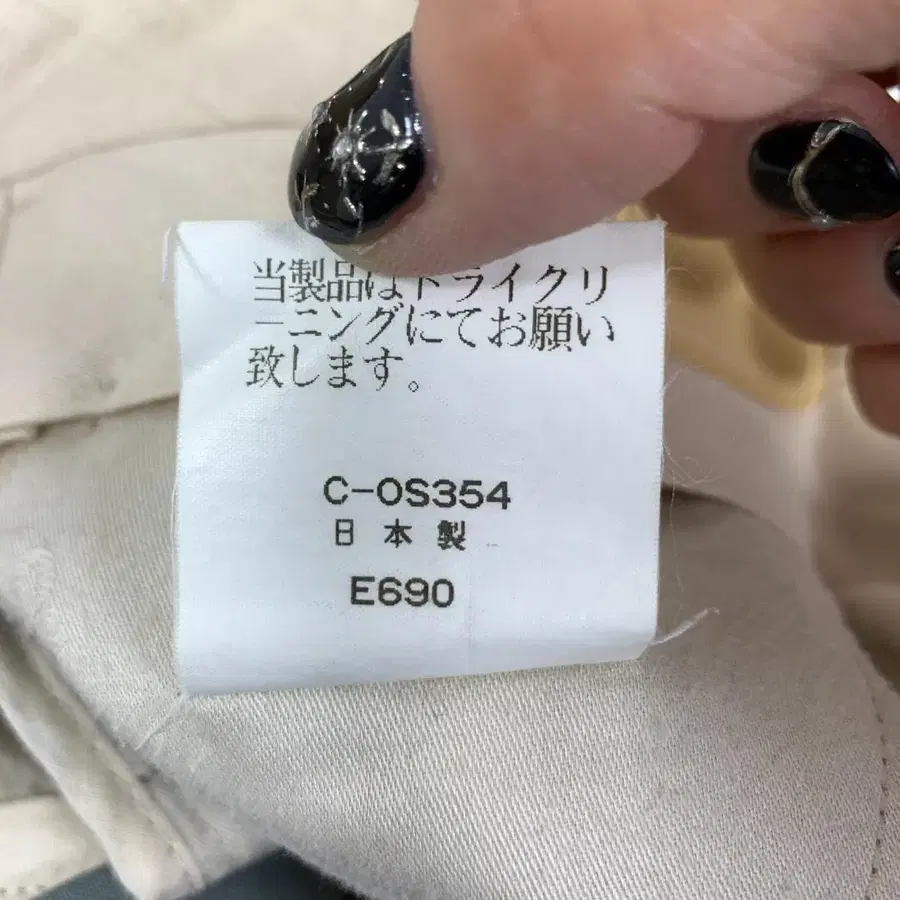 当製品はドライクリ
ーニングにてお願い
致します。
C-OS354
日本製
E690